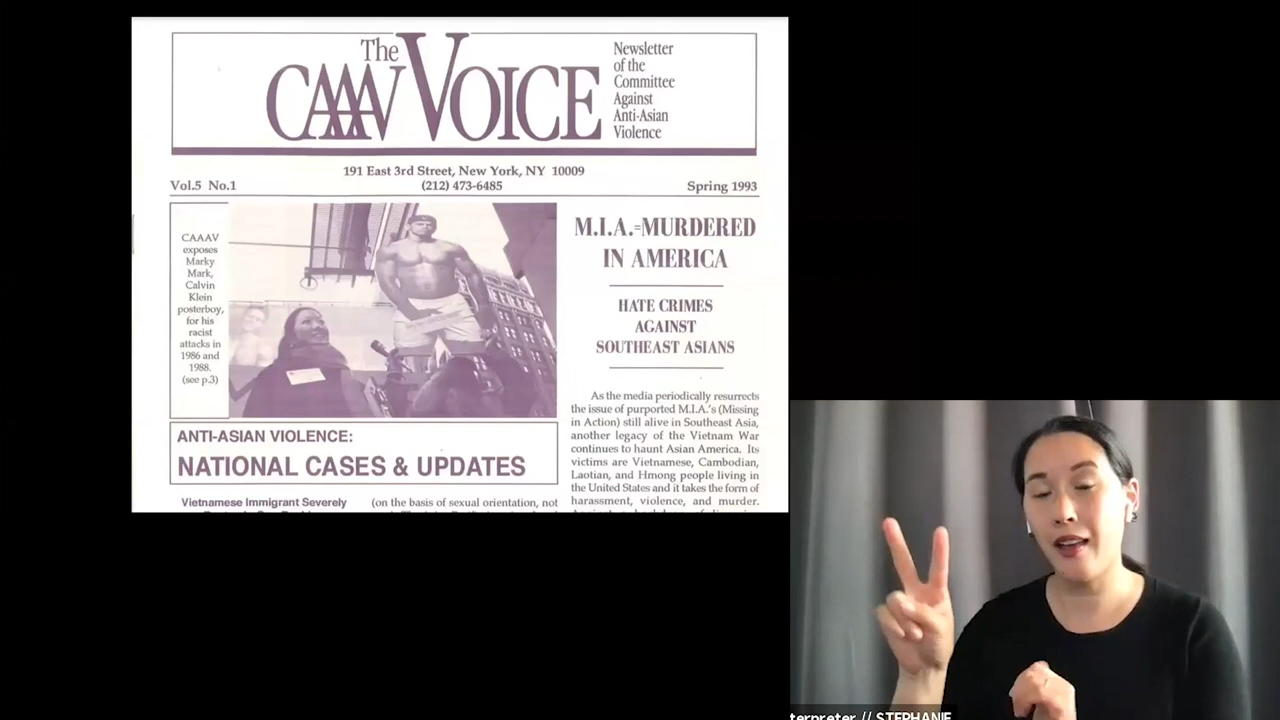 The
CAAAV VOICE
Newsletter
of the
Committee
Against
Anti-Asian
Violence
191 East 3rd Street, New York, NY 10009
Vol.5 No.1
(212) 473-6485
Spring 1993
CAAAV
exposes
Marky
Mark,
Calvin
Klein
posterboy,
for his
racist
attacks in
1986 and
1988.
(see p.3)
ANTI-ASIAN VIOLENCE:
NATIONAL CASES & UPDATES
Vietnamese Immigrant Severely
(on the basis of sexual orientation, not
M.I.A.=MURDERED
IN AMERICA
HATE CRIMES
AGAINST
SOUTHEAST ASIANS
As the media periodically resurrects
the issue of purported M.I.A.'s (Missing
in Action) still alive in Southeast Asia,
another legacy of the Vietnam War
continues to haunt Asian America. Its
victims are Vietnamese, Cambodian,
Laotian, and Hmong people living in
the United States and it takes the form of
harassment, violence, and murder.
terpreter // STEPHANIE